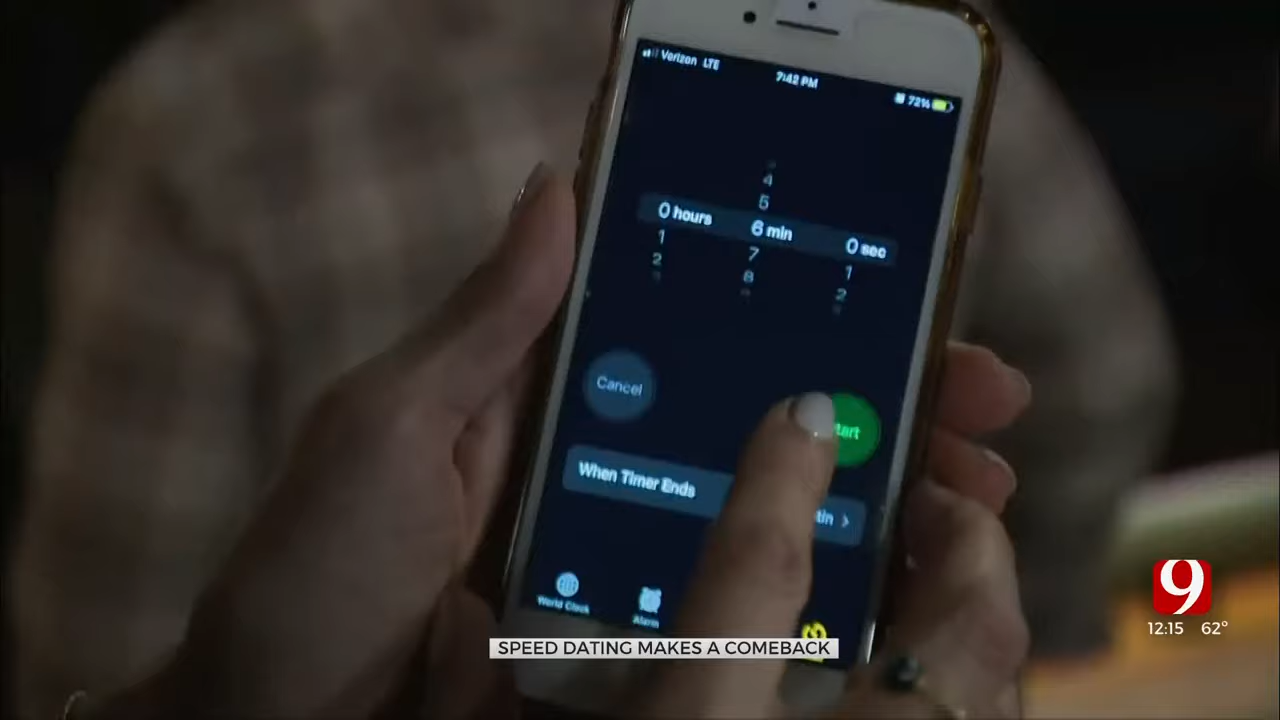 Verizon LTE
7:42 PM
72%
4
5
0 hours 6 min 0 sec
1 7 1
2 8 2
Cancel
tart
When Timer Ends
tin >
World Clock
Alarm
SPEED DATING MAKES A COMEBACK
9
12:15 62°